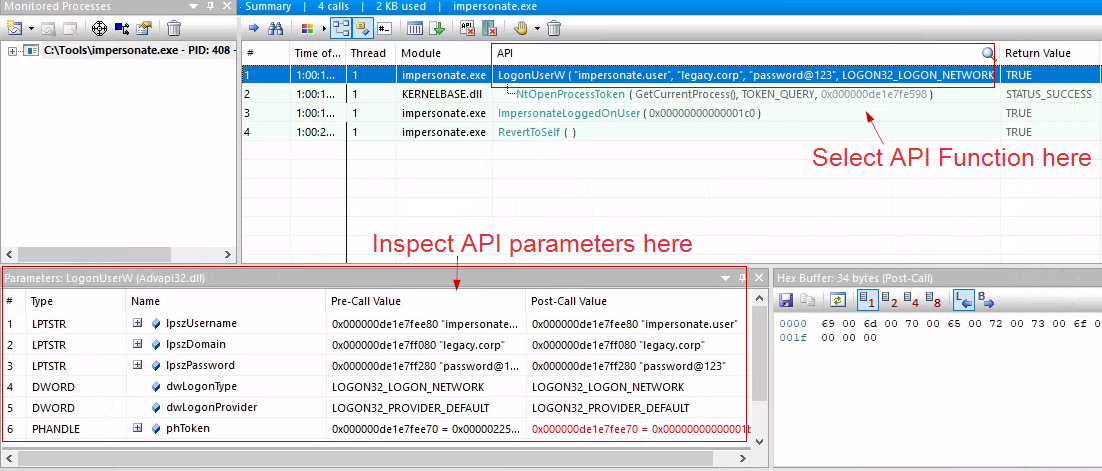 Monitored Processes
Summary | 4 calls | 2 KB used | impersonate.exe
C:\Tools\impersonate.exe - PID: 408 -
# Time of... Thread Module API Return Value
1 1:00:1... 1 impersonate.exe LogonUserW ( "impersonate.user", "legacy.corp", "password@123", LOGON32_LOGON_NETWORK TRUE
2 1:00:1... 1 KERNELBASE.dll NtOpenProcessToken ( GetCurrentProcess(), TOKEN_QUERY, 0x000000de1e7fe598 ) STATUS_SUCCESS
3 1:00:1... 1 impersonate.exe ImpersonateLoggedOnUser ( 0x00000000000001c0 ) TRUE
4 1:00:2... 1 impersonate.exe RevertToSelf ( ) TRUE
Select API Function here
Inspect API parameters here
Parameters: LogonUserW (Advapi32.dll)
# Type Name Pre-Call Value Post-Call Value
1 LPTSTR lpszUsername 0x000000de1e7fee80 "impersonate... 0x000000de1e7fee80 "impersonate.user"
2 LPTSTR lpszDomain 0x000000de1e7ff080 "legacy.corp" 0x000000de1e7ff080 "legacy.corp"
3 LPTSTR lpszPassword 0x000000de1e7ff280 "password@1... 0x000000de1e7ff280 "password@123"
4 DWORD dwLogonType LOGON32_LOGON_NETWORK LOGON32_LOGON_NETWORK
5 DWORD dwLogonProvider LOGON32_PROVIDER_DEFAULT LOGON32_PROVIDER_DEFAULT
6 PHANDLE phToken 0x000000de1e7fee70 = 0x00000225... 0x000000de1e7fee70 = 0x00000000000001
Hex Buffer: 34 bytes (Post-Call)
1 2 4 8 L B
0000 69 00 6d 00 70 00 65 00 72 00 73 00 6f 0
001f 00 00 00